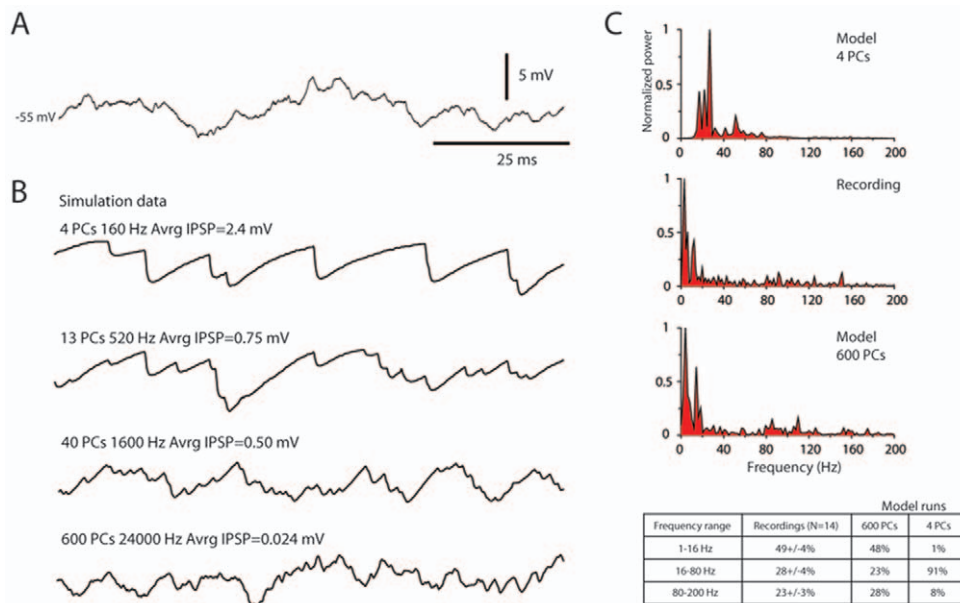 A
-55 mV
5 mV
25 ms
B
Simulation data
4 PCs 160 Hz Avrg IPSP=2.4 mV
13 PCs 520 Hz Avrg IPSP=0.75 mV
40 PCs 1600 Hz Avrg IPSP=0.50 mV
600 PCs 24000 Hz Avrg IPSP=0.024 mV
C
Normalized power
1
0.5
0
Model
4 PCs
0 40 80 120 160 200
Recording
1
0.5
0
0 40 80 120 160 200
Model
600 PCs
1
0.5
0
0 40 80 120 160 200
Frequency (Hz)
Model runs
Frequency range Recordings (N=14) 600 PCs 4 PCs
1-16 Hz 49+/-4% 48% 1%
16-80 Hz 28+/-4% 23% 91%
80-200 Hz 23+/-3% 28% 8%